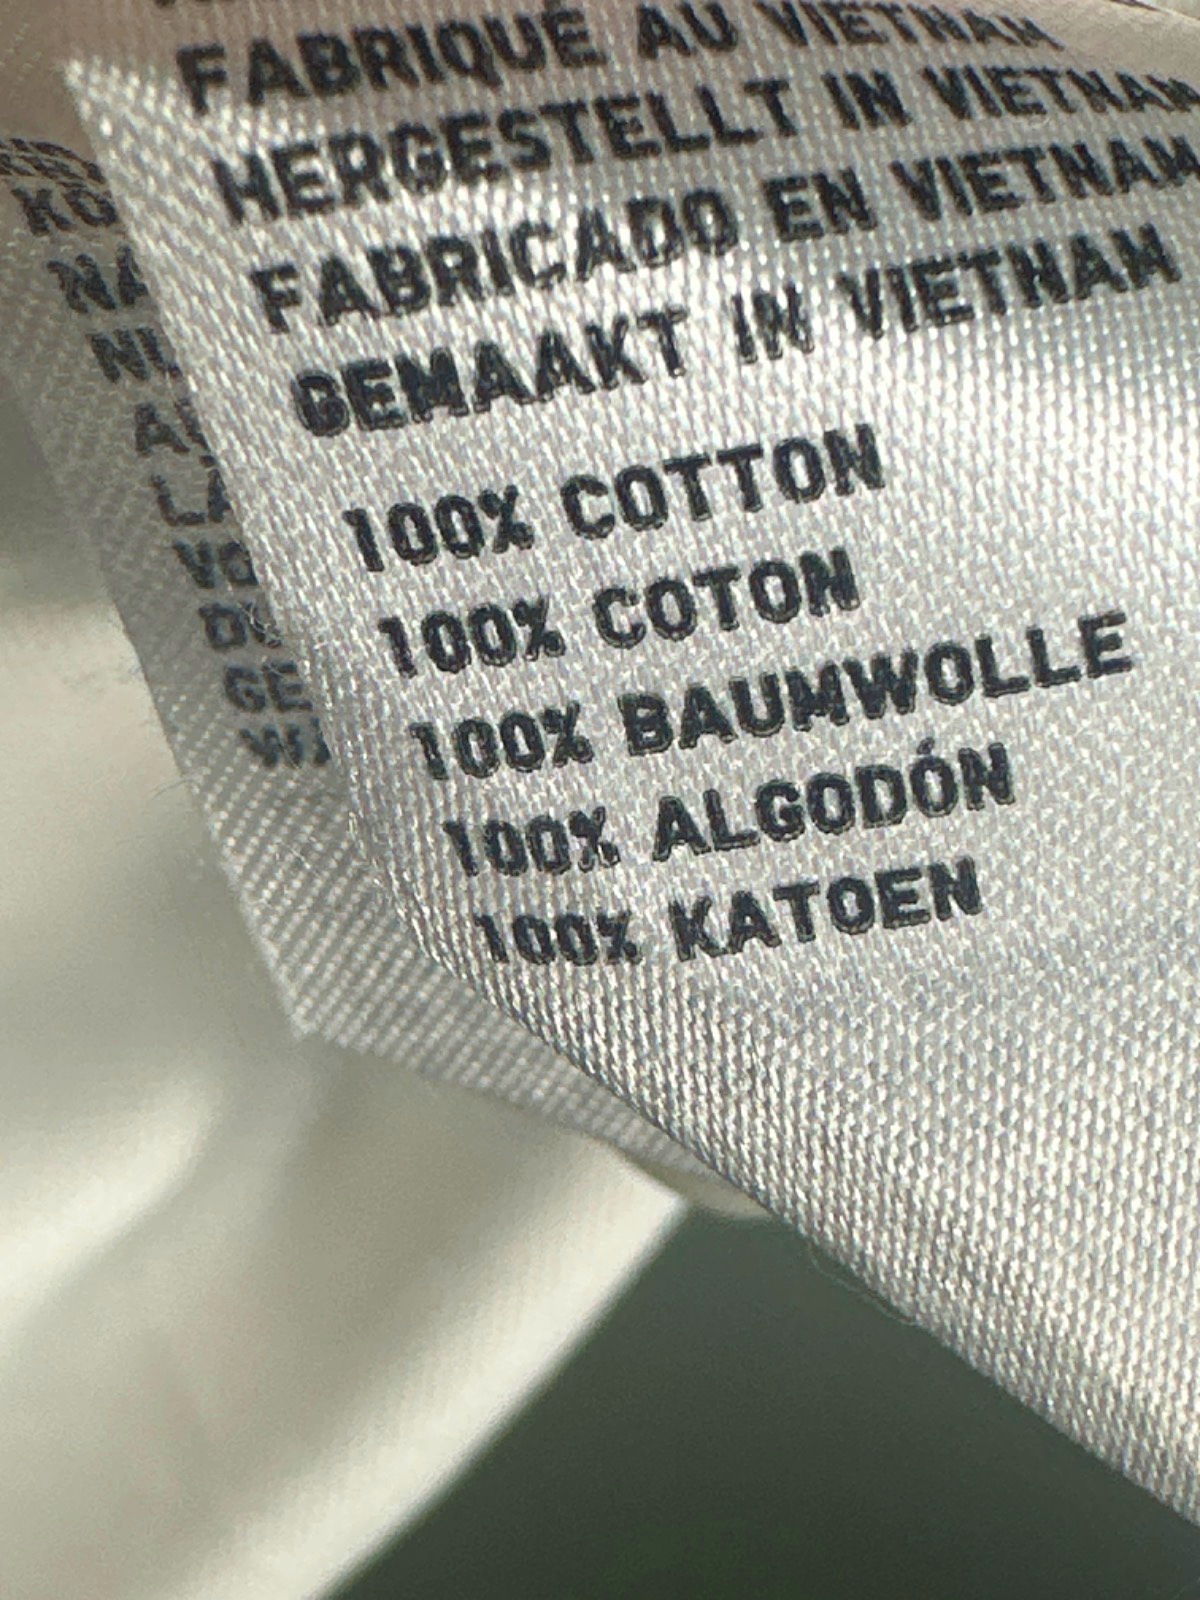 FABRIQUÉ AU VIETNAM
HERGESTELLT IN VIETNAM
FABRICADO EN VIETNAM
GEMAAKT IN VIETNAM
100% COTTON
100% COTON
100% BAUMWOLLE
100% ALGODÓN
100% KATOEN